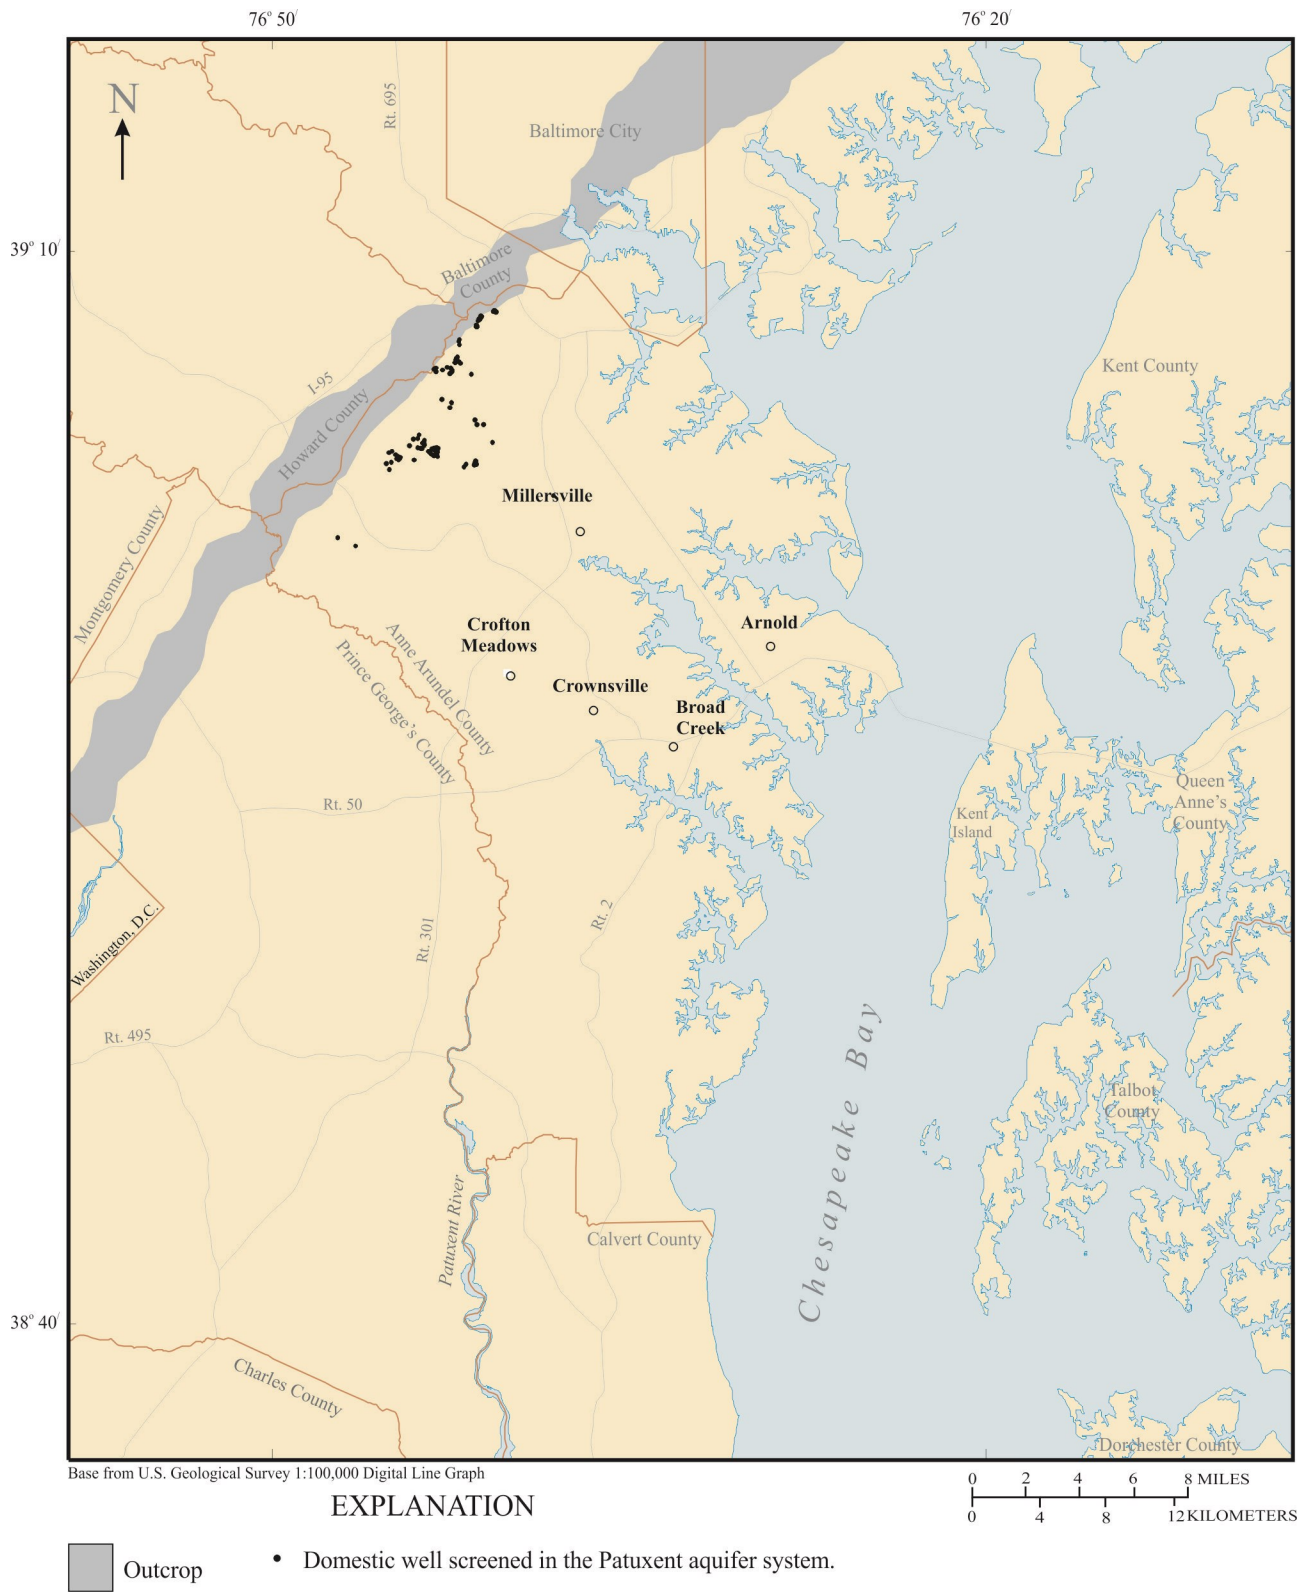 76° 50′
76° 20′
N
Rt. 695
Baltimore City
39° 10′
Baltimore
County
Kent County
I-95
Howard County
Millersville
Montgomery County
Crofton
Meadows
Arnold
Anne Arundel County
Prince George's County
Crownsville
Broad
Creek
Queen
Anne's
County
Rt. 50
Kent
Island
Rt. 2
Rt. 301
Washington, D.C.
Rt. 495
Chesapeake Bay
Talbot
County
Patuxent River
Calvert County
38° 40′
Charles County
Dorchester County
Base from U.S. Geological Survey 1:100,000 Digital Line Graph
0 2 4 6 8 MILES
0 4 8 12 KILOMETERS
EXPLANATION
Outcrop
• Domestic well screened in the Patuxent aquifer system.